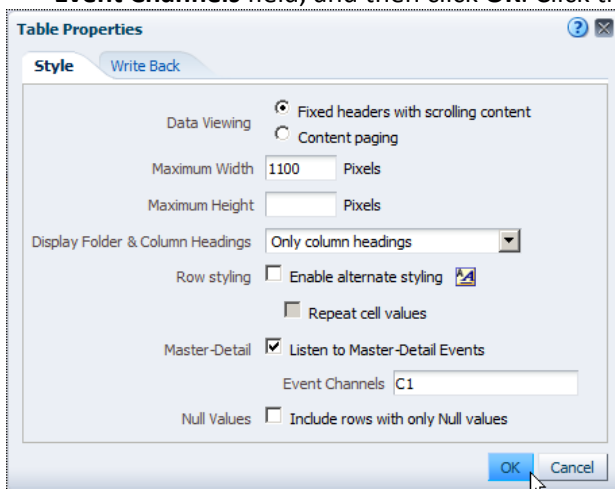 Event Channels field, and then click OK. Click th
Table Properties
Style Write Back
Data Viewing Fixed headers with scrolling content
Content paging
Maximum Width 1100 Pixels
Maximum Height Pixels
Display Folder & Column Headings Only column headings
Row styling Enable alternate styling
Repeat cell values
Master-Detail Listen to Master-Detail Events
Event Channels C1
Null Values Include rows with only Null values
OK Cancel